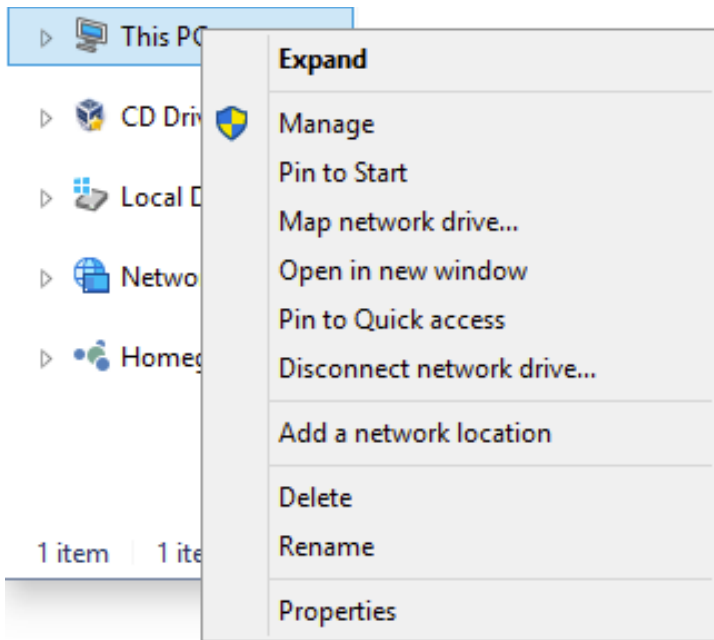 This PC
Expand
CD Driv
Manage
Pin to Start
Local D
Map network drive...
Open in new window
Netwo
Pin to Quick access
Homeg
Disconnect network drive...
Add a network location
Delete
Rename
1 item
1 ite
Properties